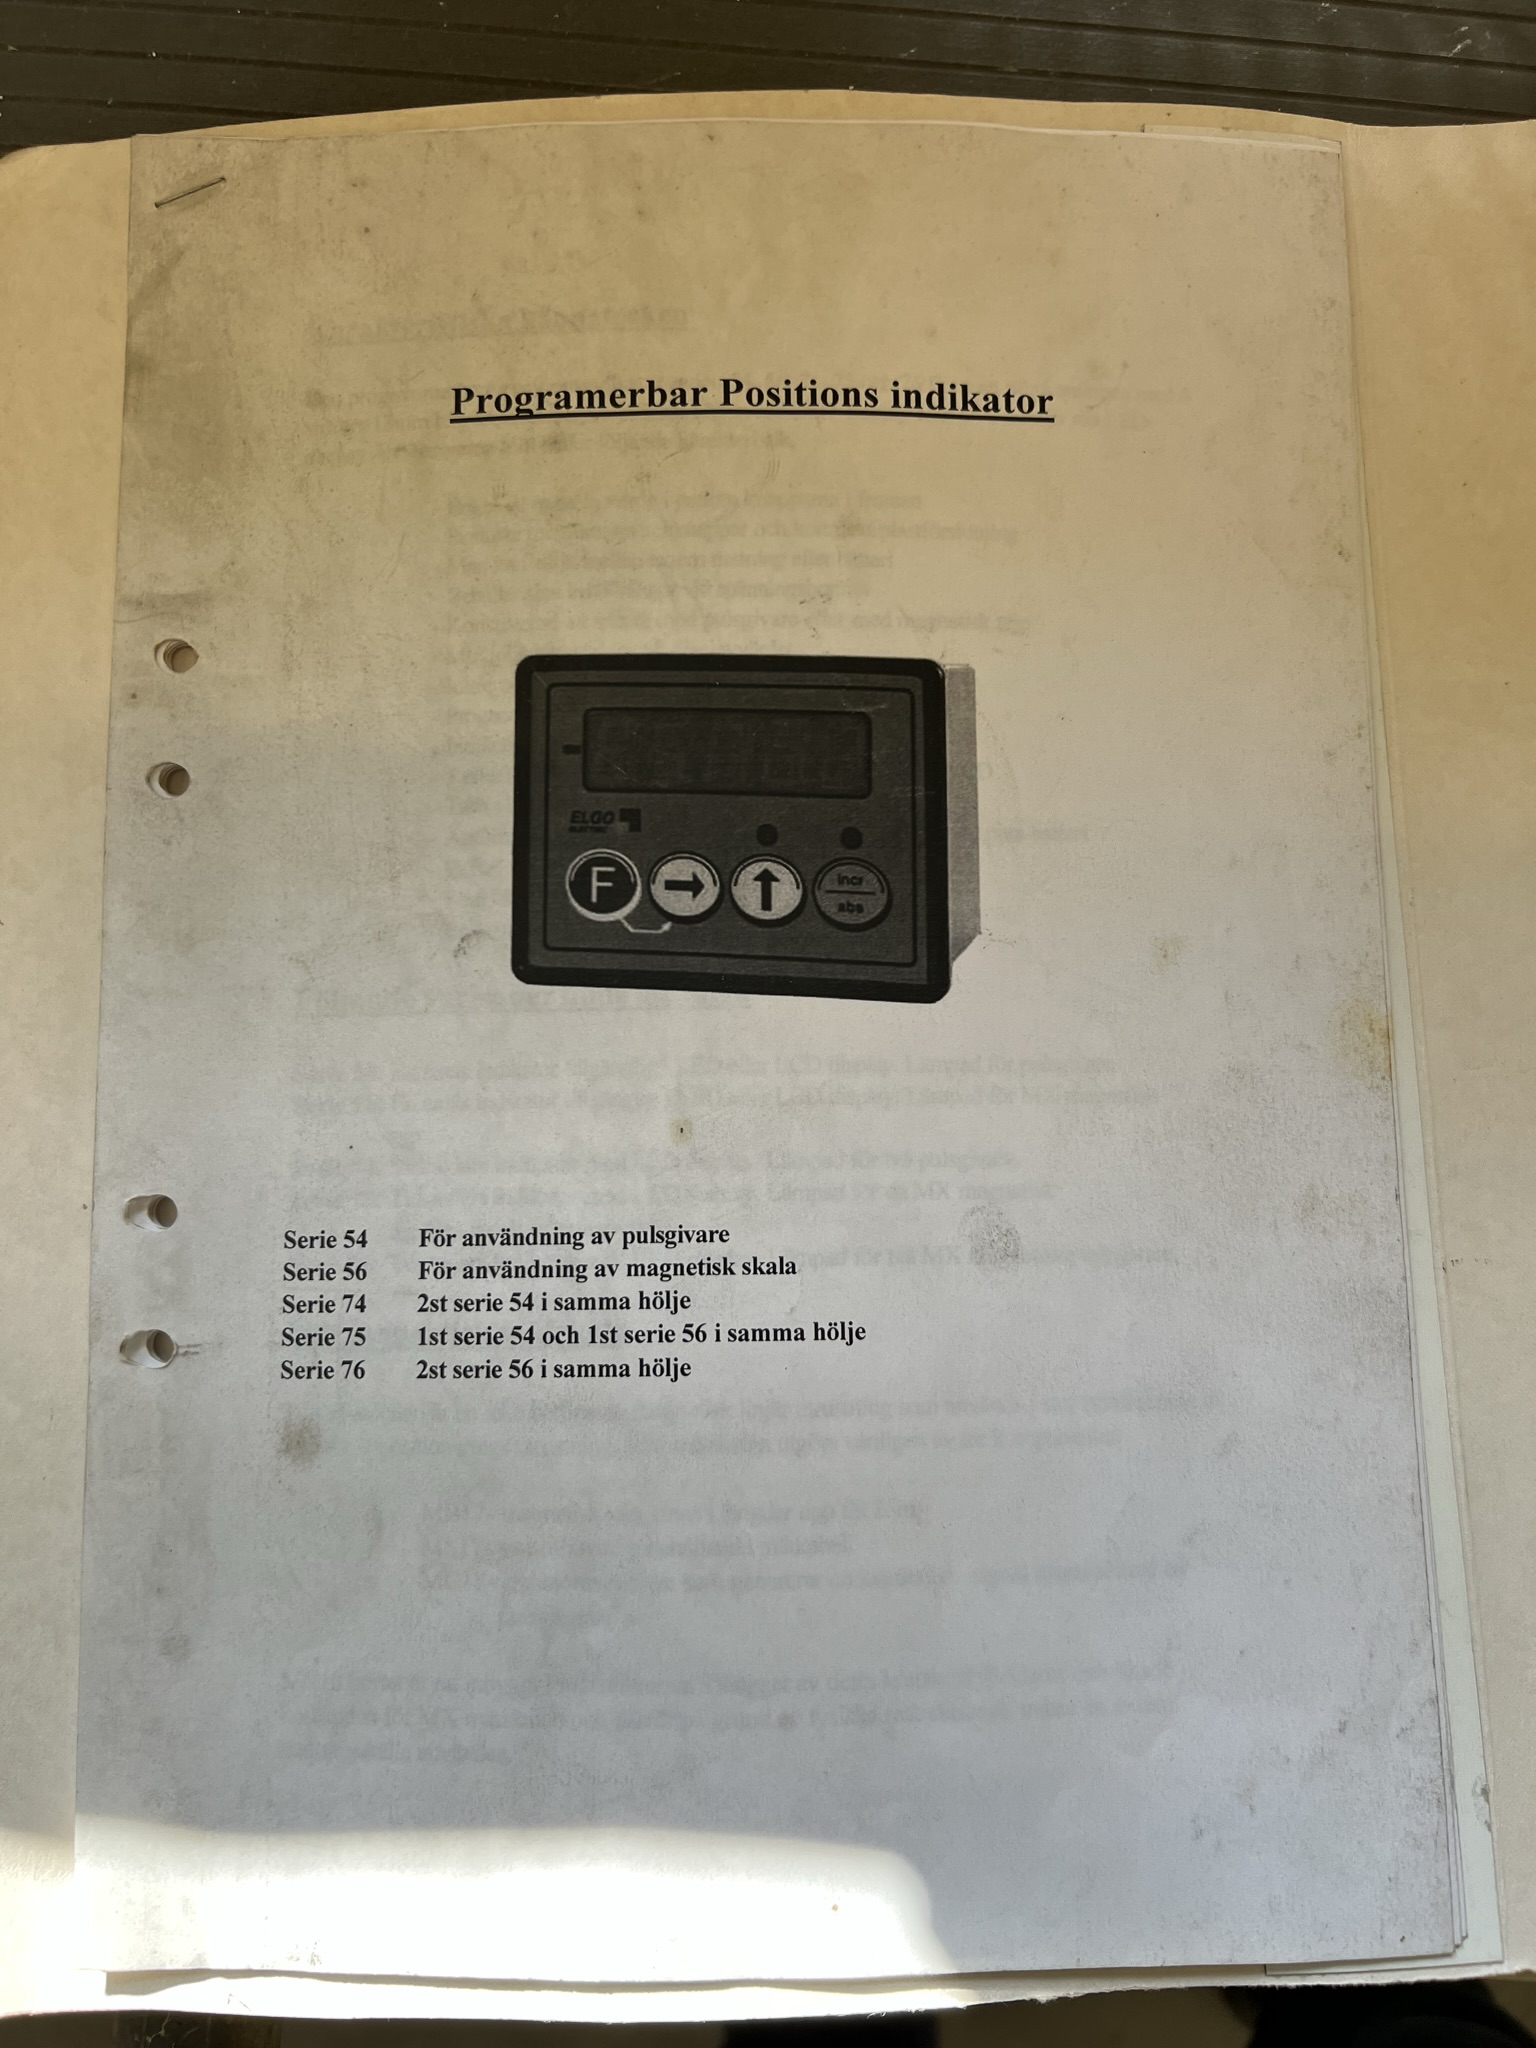 Programerbar Positions indikator
ELGO
ELECTRIC
F
incr
abs
Serie 54 För användning av pulsgivare
Serie 56 För användning av magnetisk skala
Serie 74 2st serie 54 i samma hölje
Serie 75 1st serie 54 och 1st serie 56 i samma hölje
Serie 76 2st serie 56 i samma hölje